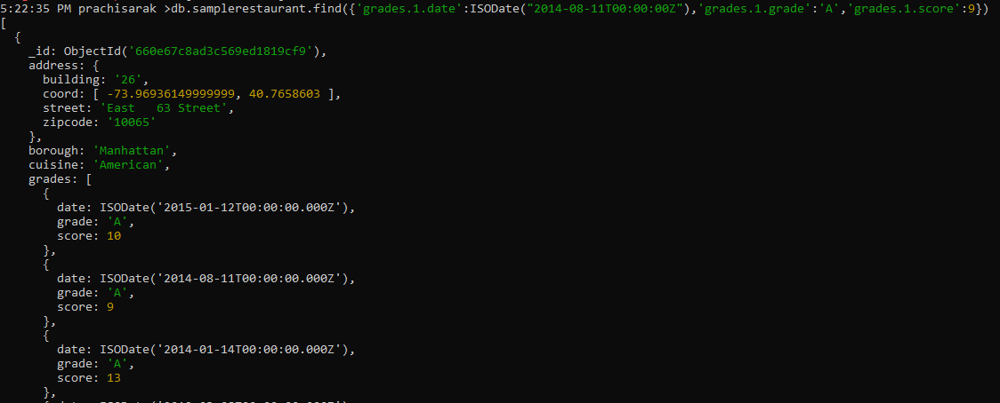 5:22:35 PM prachisarak >db.samplerestaurant.find({'grades.1.date':ISODate("2014-08-11T00:00:00Z"),'grades.1.grade':'A','grades.1.score':9})
[
  {
    _id: ObjectId('660e67c8ad3c569ed1819cf9'),
    address: {
      building: '26',
      coord: [ -73.96936149999999, 40.7658603 ],
      street: 'East   63 Street',
      zipcode: '10065'
    },
    borough: 'Manhattan',
    cuisine: 'American',
    grades: [
      {
        date: ISODate('2015-01-12T00:00:00.000Z'),
        grade: 'A',
        score: 10
      },
      {
        date: ISODate('2014-08-11T00:00:00.000Z'),
        grade: 'A',
        score: 9
      },
      {
        date: ISODate('2014-01-14T00:00:00.000Z'),
        grade: 'A',
        score: 13
      },